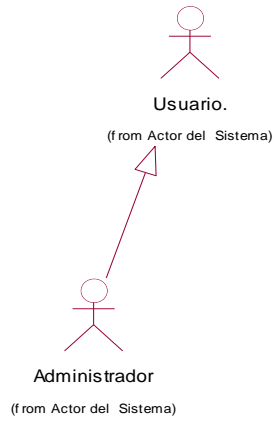 Usuario.
(from Actor del Sistema)
Administrador
(from Actor del Sistema)